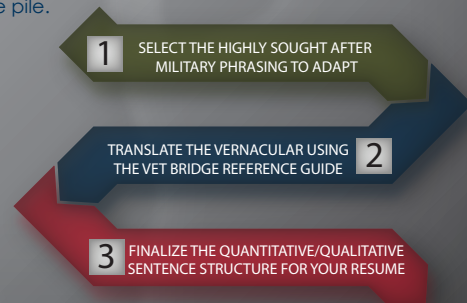 e pile.
1
SELECT THE HIGHLY SOUGHT AFTER
MILITARY PHRASING TO ADAPT
TRANSLATE THE VERNACULAR USING
THE VET BRIDGE REFERENCE GUIDE
2
3
FINALIZE THE QUANTITATIVE/QUALITATIVE
SENTENCE STRUCTURE FOR YOUR RESUME